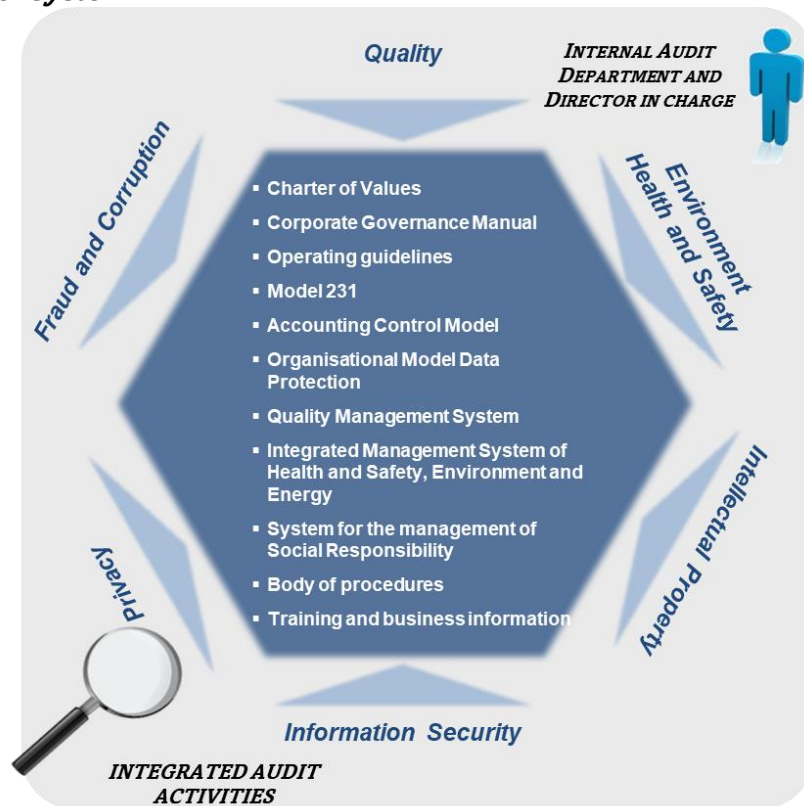 Quality
INTERNAL AUDIT
DEPARTMENT AND
DIRECTOR IN CHARGE
Fraud and Corruption
Environment
Health and Safety
▪ Charter of Values
▪ Corporate Governance Manual
▪ Operating guidelines
▪ Model 231
▪ Accounting Control Model
▪ Organisational Model Data
Protection
▪ Quality Management System
▪ Integrated Management System of
Health and Safety, Environment and
Energy
▪ System for the management of
Social Responsibility
▪ Body of procedures
▪ Training and business information
Privacy
Intellectual Property
Information Security
INTEGRATED AUDIT
ACTIVITIES